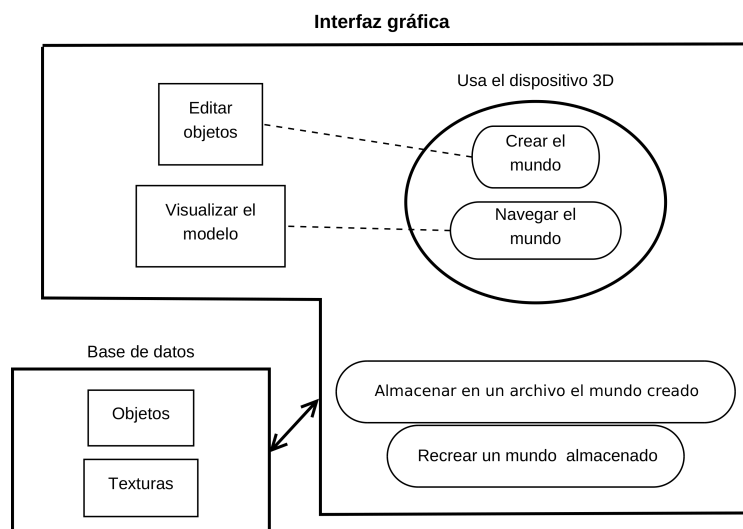 Interfaz gráfica
Usa el dispositivo 3D
Editar
objetos
Crear el
mundo
Visualizar el
modelo
Navegar el
mundo
Base de datos
Objetos
Texturas
Almacenar en un archivo el mundo creado
Recrear un mundo  almacenado